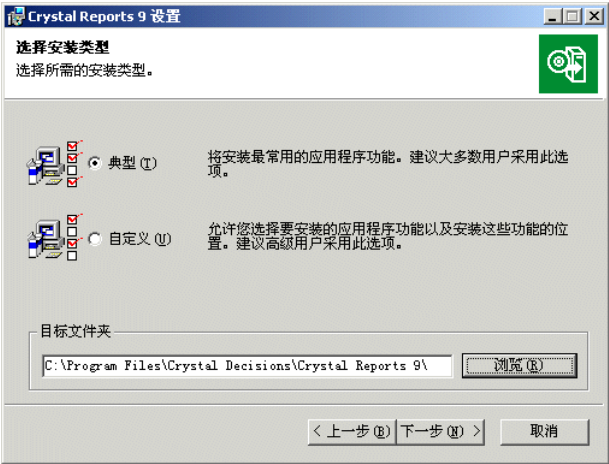 Crystal Reports 9 设置
选择安装类型
选择所需的安装类型。
典型(T)
将安装最常用的应用程序功能。建议大多数用户采用此选
项。
自定义(U)
允许您选择要安装的应用程序功能以及安装这些功能的位
置。建议高级用户采用此选项。
目标文件夹
C:\Program Files\Crystal Decisions\Crystal Reports 9\
浏览(R)
< 上一步(B) 下一步(N) > 取消